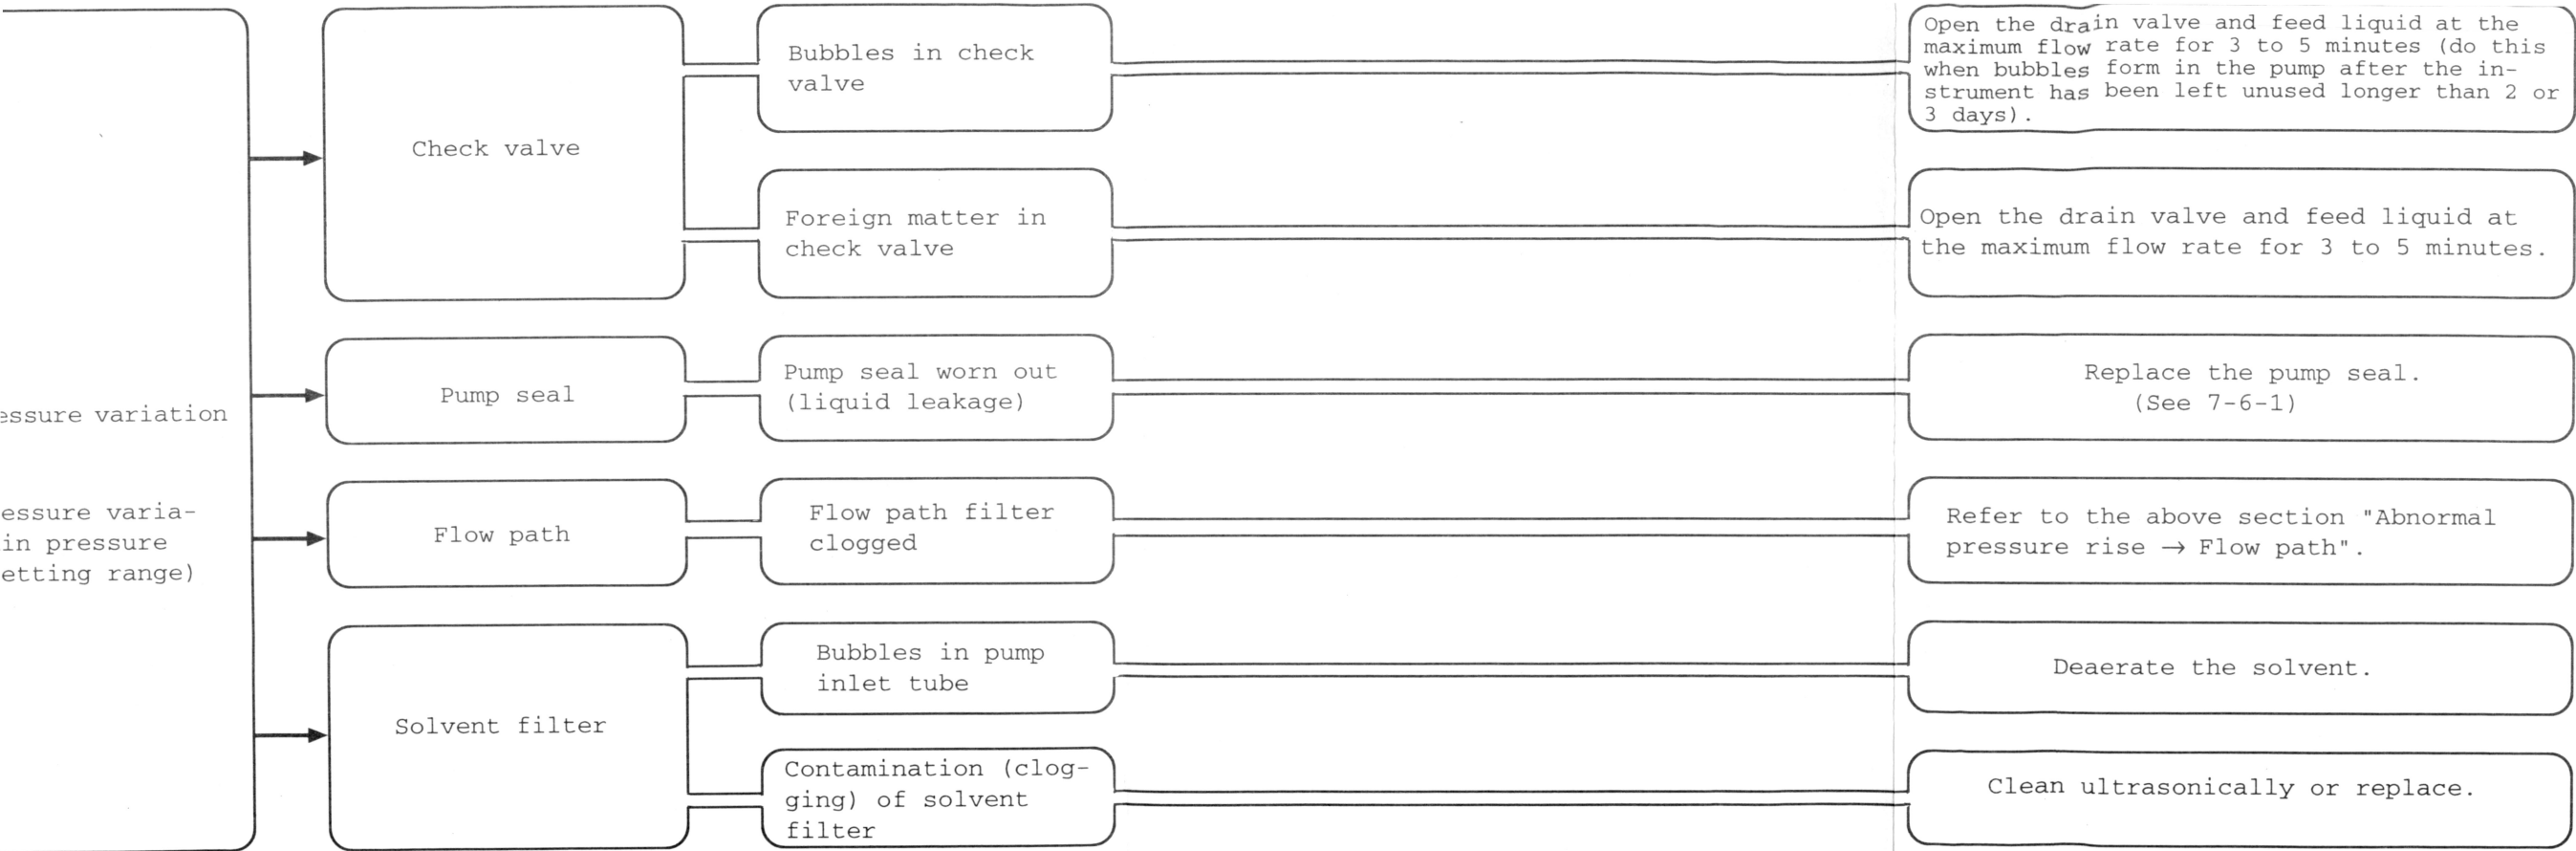 variation
in pressure
range)
Check valve
Pump seal
Flow path
Solvent filter
Bubbles in check
valve
Foreign matter in
check valve
Pump seal worn out
(liquid leakage)
Flow path filter
clogged
Bubbles in pump
inlet tube
Contamination (clog-
ging) of solvent
filter
Open the drain valve and feed liquid at the
maximum flow rate for 3 to 5 minutes (do this
when bubbles form in the pump after the in-
strument has been left unused longer than 2 or
3 days).
Open the drain valve and feed liquid at
the maximum flow rate for 3 to 5 minutes.
Replace the pump seal.
(See 7-6-1)
Refer to the above section "Abnormal
pressure rise → Flow path".
Deaerate the solvent.
Clean ultrasonically or replace.